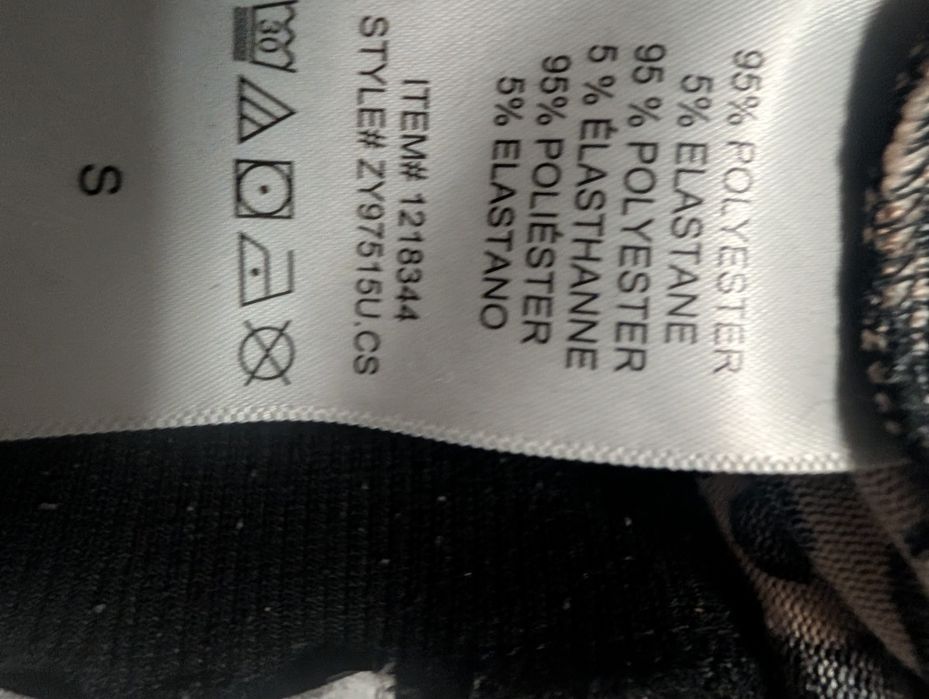 95% POLYESTER
5% ELASTANE
95 % POLYESTER
5 % ÉLASTHANNE
95% POLIÉSTER
5% ELASTANO
ITEM# 1218344
STYLE# ZY97515U.CS
30
S